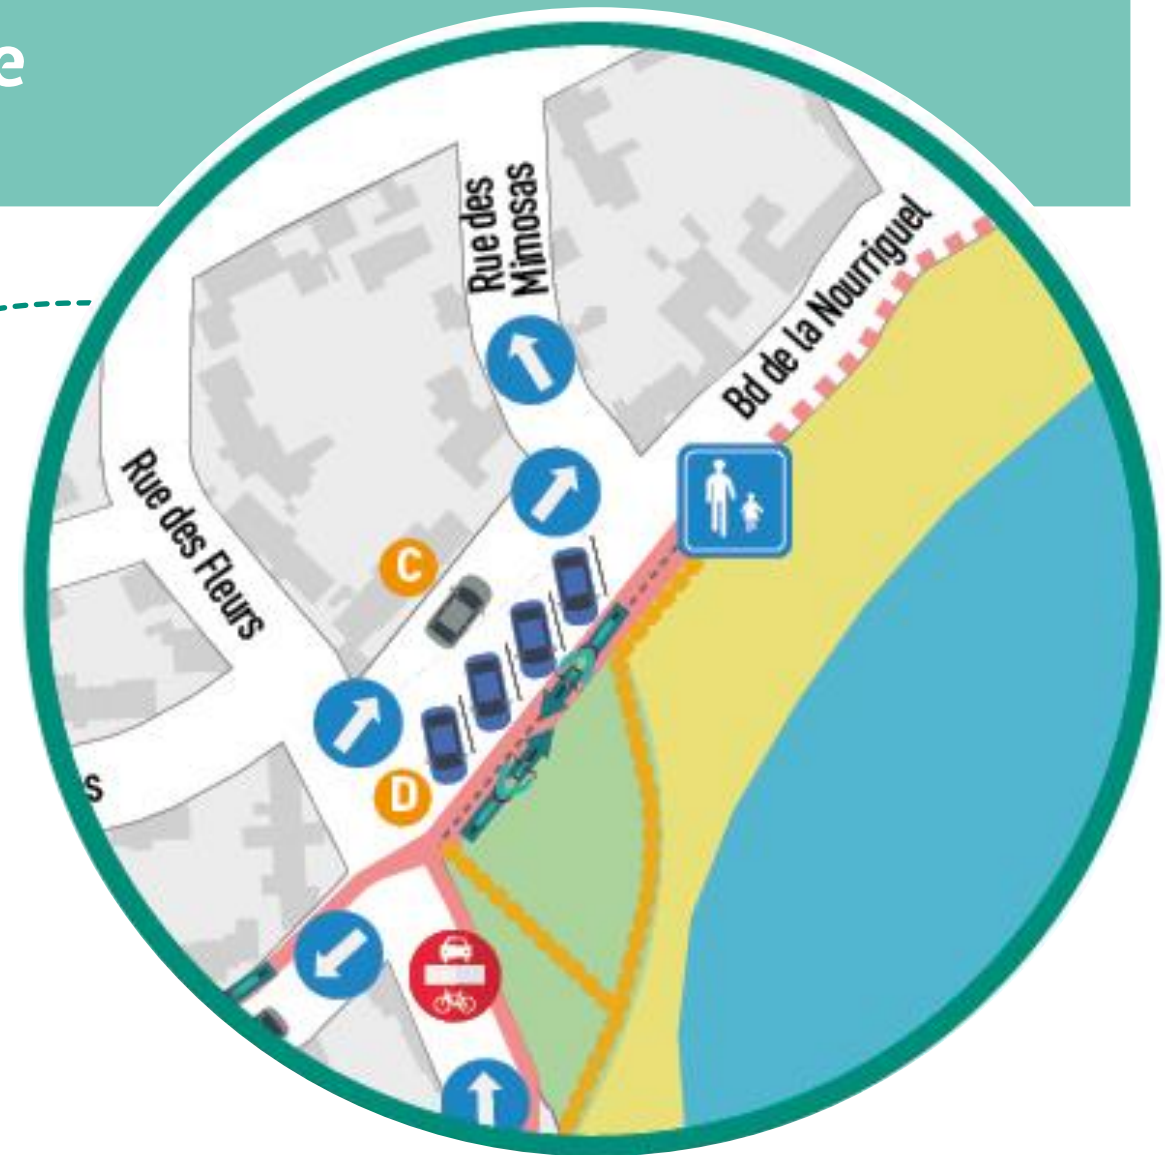 e
Rue des
Mimosas
Bd de la Nourriguel
Rue des Fleurs
C
D
s